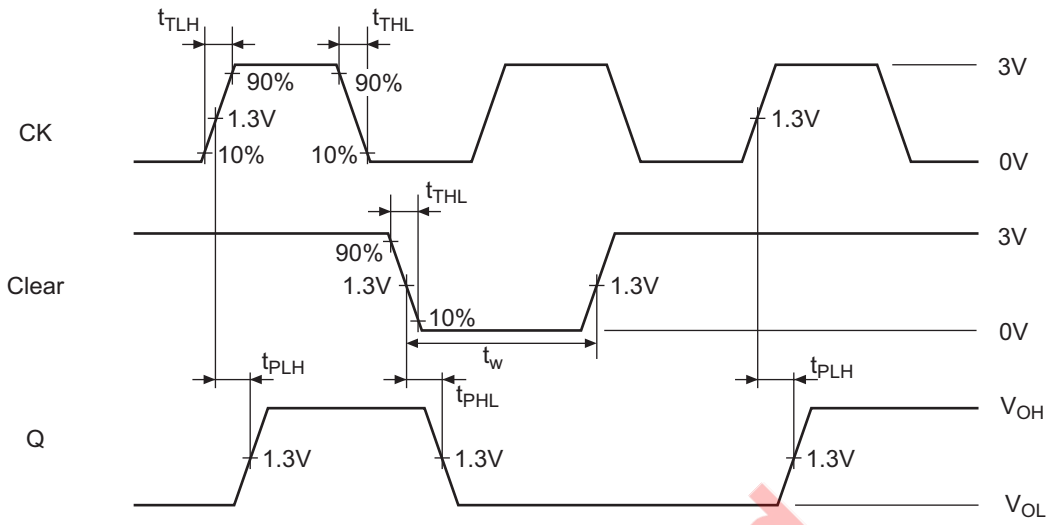 tTLH tTHL
90% 90% 3V
CK 1.3V 1.3V
10% 10% 0V
tTHL
90% 3V
Clear 1.3V 1.3V
10% 0V
tw
tPLH tPHL tPLH
VOH
Q 1.3V 1.3V 1.3V
VOL